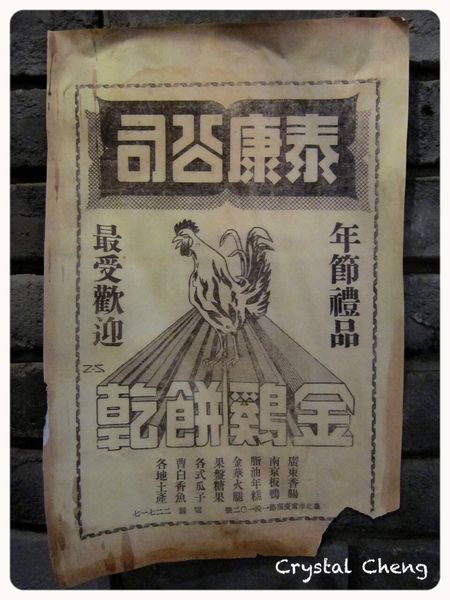 泰康公司
年節禮品
最受歡迎
金鷄餅乾
廣東香腸
南京板鴨
脂油年糕
金華火腿
果盤糖果
各式瓜子
曹白香魚
各地土產
Z.S.
Crystal Cheng